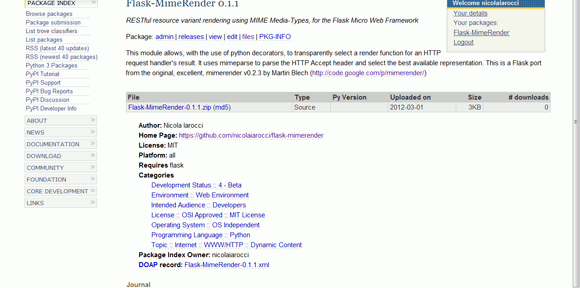 PACKAGE INDEX >>
Browse packages
Package submission
List trove classifiers
List packages
RSS (latest 40 updates)
RSS (newest 40 packages)
Python 3 Packages
PyPI Tutorial
PyPI Support
PyPI Bug Reports
PyPI Discussion
PyPI Developer Info
ABOUT >>
NEWS >>
DOCUMENTATION >>
DOWNLOAD >>
COMMUNITY >>
FOUNDATION >>
CORE DEVELOPMENT >>
LINKS >>
Flask-MimeRender 0.1.1
RESTful resource variant rendering using MIME Media-Types, for the Flask Micro Web Framework
Package: admin | releases | view | edit | files | PKG-INFO
This module allows, with the use of python decorators, to transparently select a render function for an HTTP
request handler's result. It uses mimeparse to parse the HTTP Accept header and select the best available representation. This is a Flask port
from the original, excellent, mimerender v0.2.3 by Martin Blech (http://code.google.com/p/mimerender/)
Welcome nicolaiarocci
Your details
Your packages:
Flask-MimeRender
Logout
File Type Py Version Uploaded on Size # downloads
Flask-MimeRender-0.1.1.zip (md5) Source 2012-03-01 3KB 0
Author: Nicola Iarocci
Home Page: https://github.com/nicolaiarocci/flask-mimerender
License: MIT
Platform: all
Requires flask
Categories
Development Status :: 4 - Beta
Environment :: Web Environment
Intended Audience :: Developers
License :: OSI Approved :: MIT License
Operating System :: OS Independent
Programming Language :: Python
Topic :: Internet :: WWW/HTTP :: Dynamic Content
Package Index Owner: nicolaiarocci
DOAP record: Flask-MimeRender-0.1.1.xml
Journal